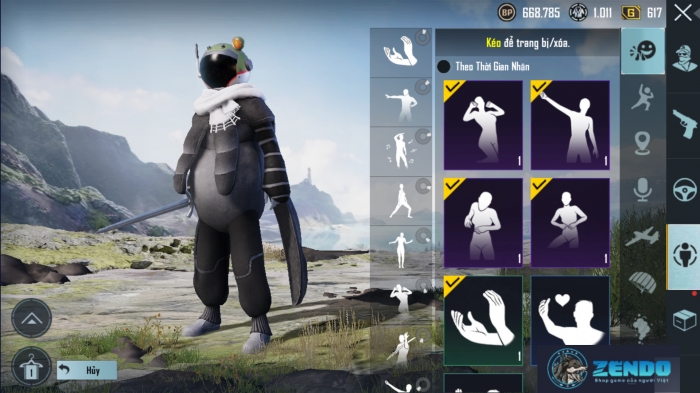 BP 668.785 1.011 G 617
Kéo để trang bị/xóa.
Theo Thời Gian Nhận
1 1
1 1
1
1
Hủy
ZENDO
Shop game của người Việt